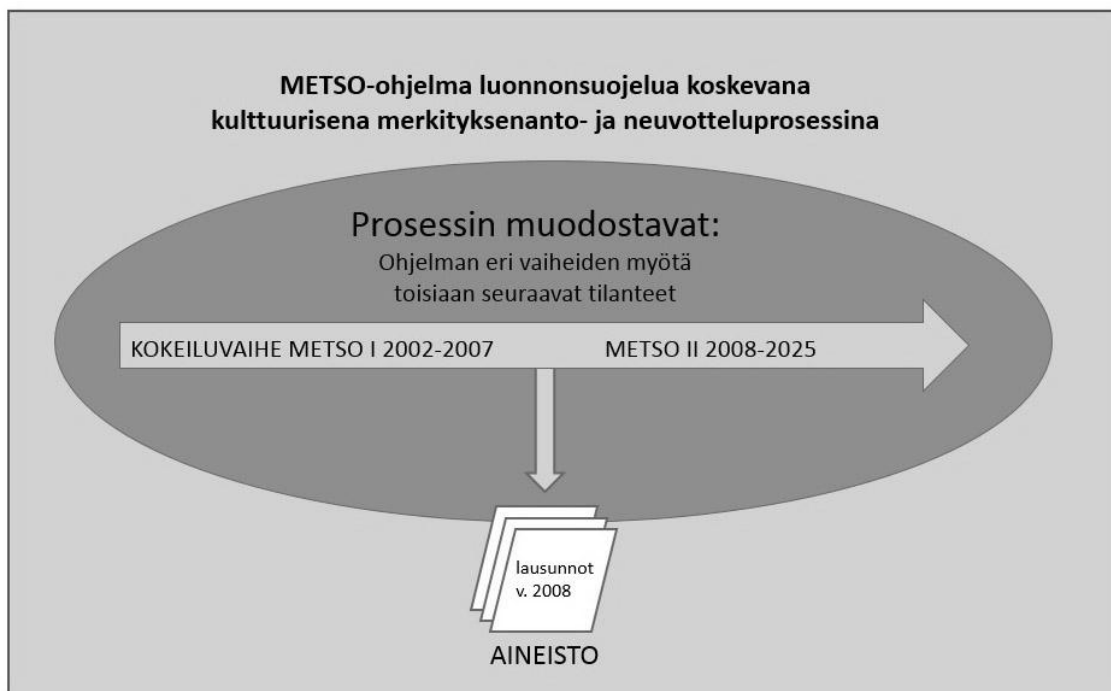 METSO-ohjelma luonnonsuojelua koskevana
kulttuurisena merkityksenanto- ja neuvotteluprosessina
Prosessin muodostavat:
Ohjelman eri vaiheiden myötä
toisiaan seuraavat tilanteet
KOKEILUVAIHE METSO I 2002-2007
METSO II 2008-2025
lausunnot
v. 2008
AINEISTO